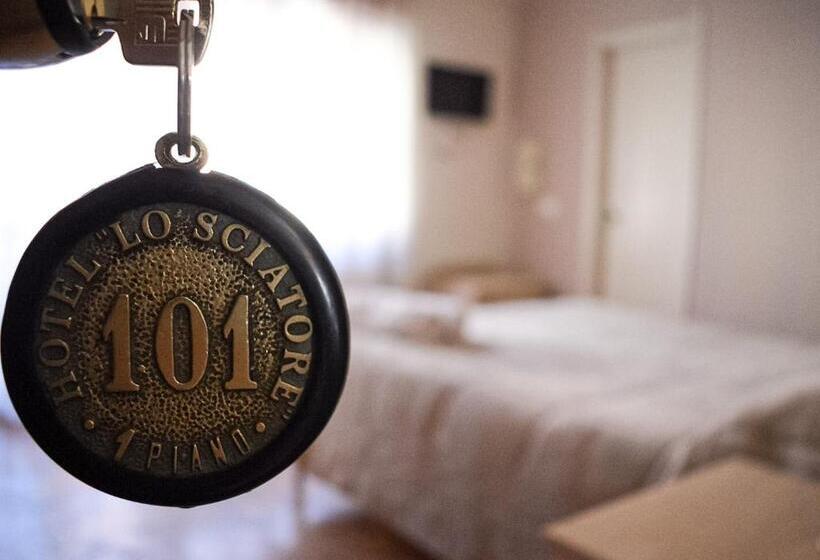 HOTEL "LO SCIATORE"
101
1 PIANO